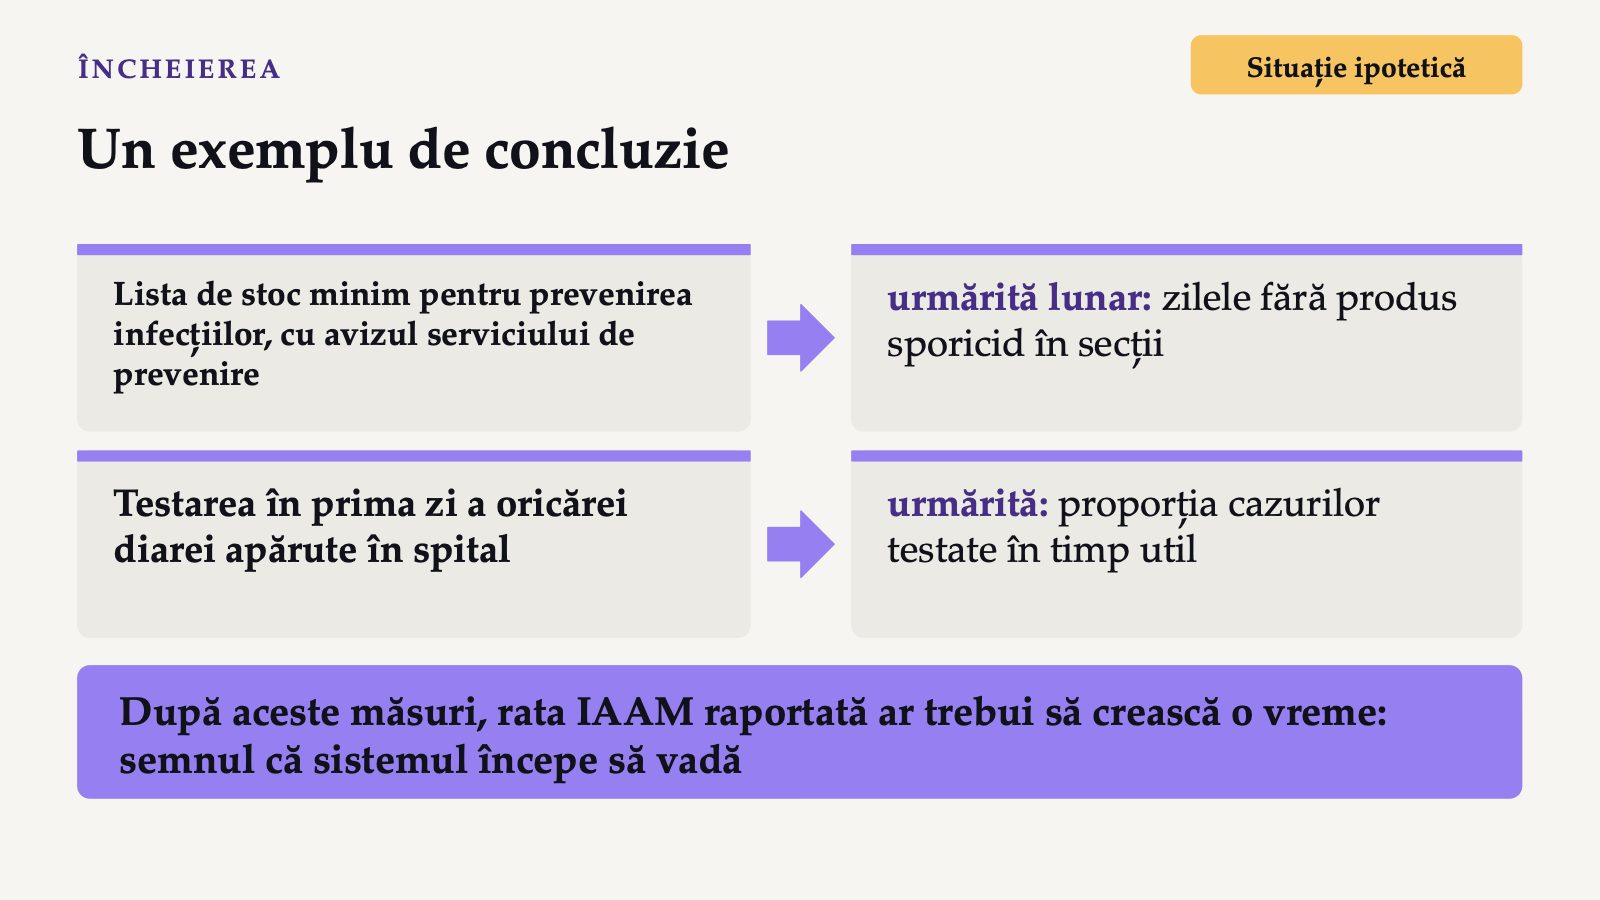 ÎNCHEIEREA
Situație ipotetică
Un exemplu de concluzie
Lista de stoc minim pentru prevenirea
infecțiilor, cu avizul serviciului de
prevenire
urmărită lunar: zilele fără produs
sporicid în secții
Testarea în prima zi a oricărei
diarei apărute în spital
urmărită: proporția cazurilor
testate în timp util
După aceste măsuri, rata IAAM raportată ar trebui să crească o vreme:
semnul că sistemul începe să vadă